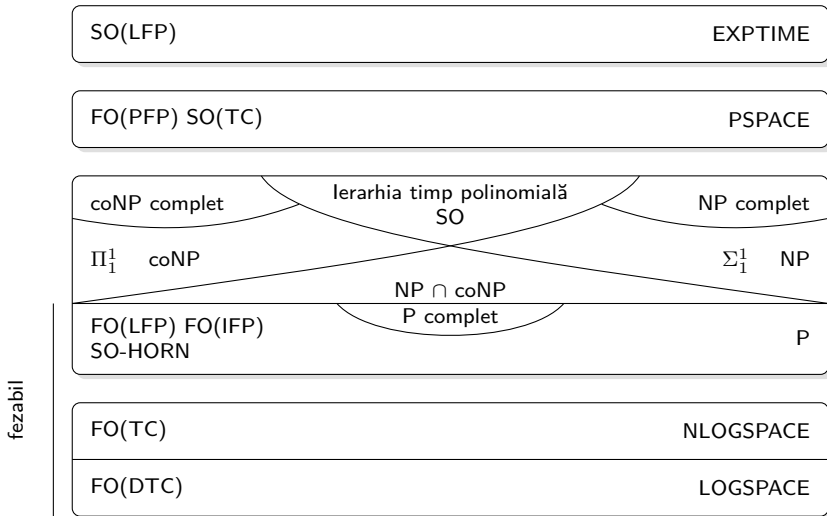 SO(LFP) EXPTIME
FO(PFP) SO(TC) PSPACE
Ierarhia timp polinomială
SO
coNP complet NP complet
Π₁¹ coNP Σ₁¹ NP
NP ∩ coNP
P complet
FO(LFP) FO(IFP)
SO-HORN
P
fezabil
FO(TC) NLOGSPACE
FO(DTC) LOGSPACE